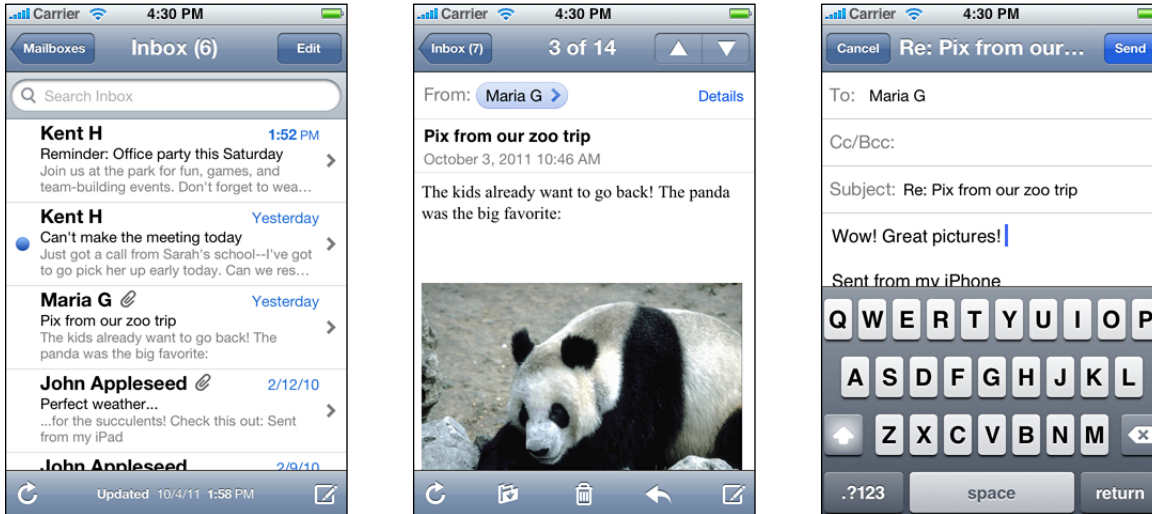 Carrier 4:30 PM
Mailboxes Inbox (6) Edit
Search Inbox
Kent H 1:52 PM
Reminder: Office party this Saturday
Join us at the park for fun, games, and
team-building events. Don't forget to wea...
Kent H Yesterday
Can't make the meeting today
Just got a call from Sarah's school--I've got
to go pick her up early today. Can we res...
Maria G Yesterday
Pix from our zoo trip
The kids already want to go back! The
panda was the big favorite:
John Appleseed 2/12/10
Perfect weather...
...for the succulents! Check this out: Sent
from my iPad
John Appleseed 2/9/10
Updated 10/4/11 1:58 PM
Carrier 4:30 PM
Inbox (7) 3 of 14
From: Maria G Details
Pix from our zoo trip
October 3, 2011 10:46 AM
The kids already want to go back! The panda
was the big favorite:
Carrier 4:30 PM
Cancel Re: Pix from our... Send
To: Maria G
Cc/Bcc:
Subject: Re: Pix from our zoo trip
Wow! Great pictures!
Sent from my iPhone
Q W E R T Y U I O P
A S D F G H J K L
Z X C V B N M
.?123 space return